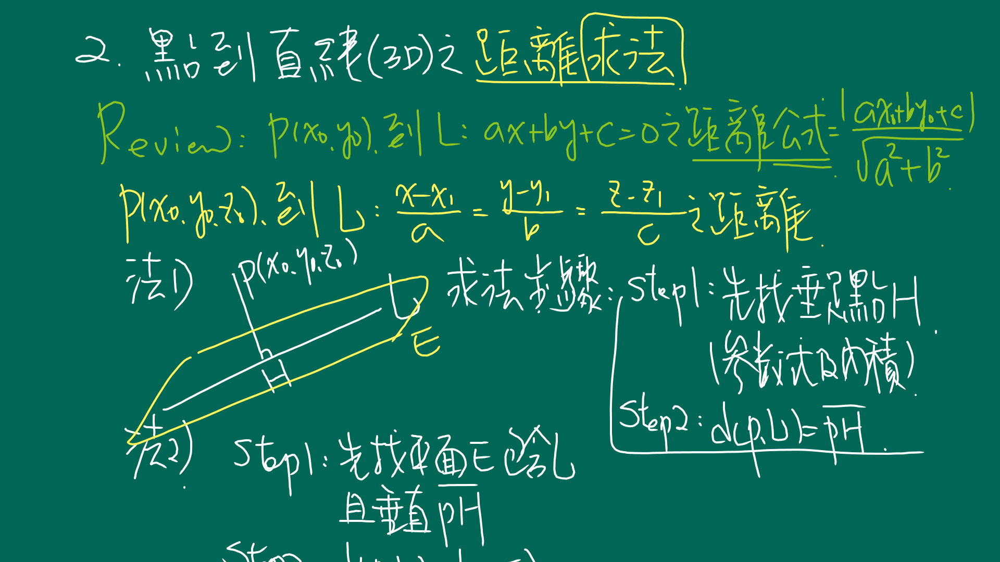 2. 點到直線(3D)之距離求法.
Review: P(x₀,y₀).到L: ax+by+c=0之距離公式=|ax₀+by₀+c|/√a²+b².
P(x₀,y₀,z₀).到L: x-x₁/a = y-y₁/b = z-z₁/c 之距離.
法1)
P(x₀,y₀,z₀)
L
E
H
求法步驟: Step1: 先找垂足點H.
(參數式及內積).
Step2: d(P,L)=PH.
法2).
Step1: 先找平面E包含L
且垂直PH
Step